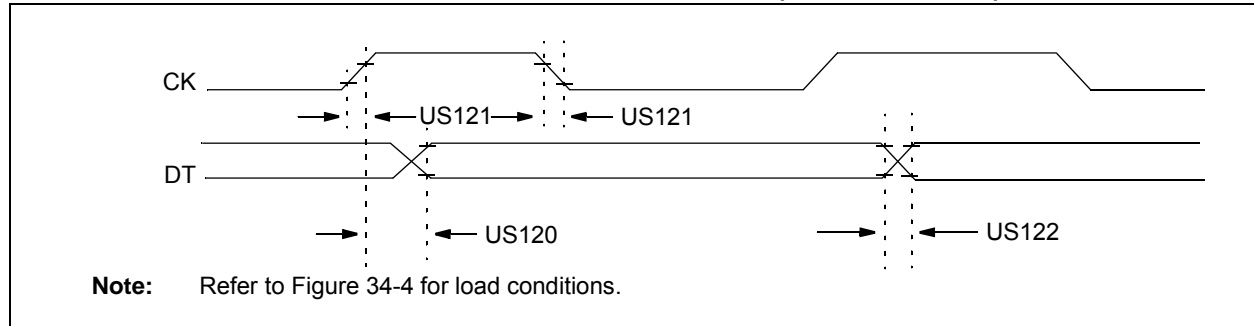 CK
US121 US121
DT
US120 US122
Note: Refer to Figure 34-4 for load conditions.